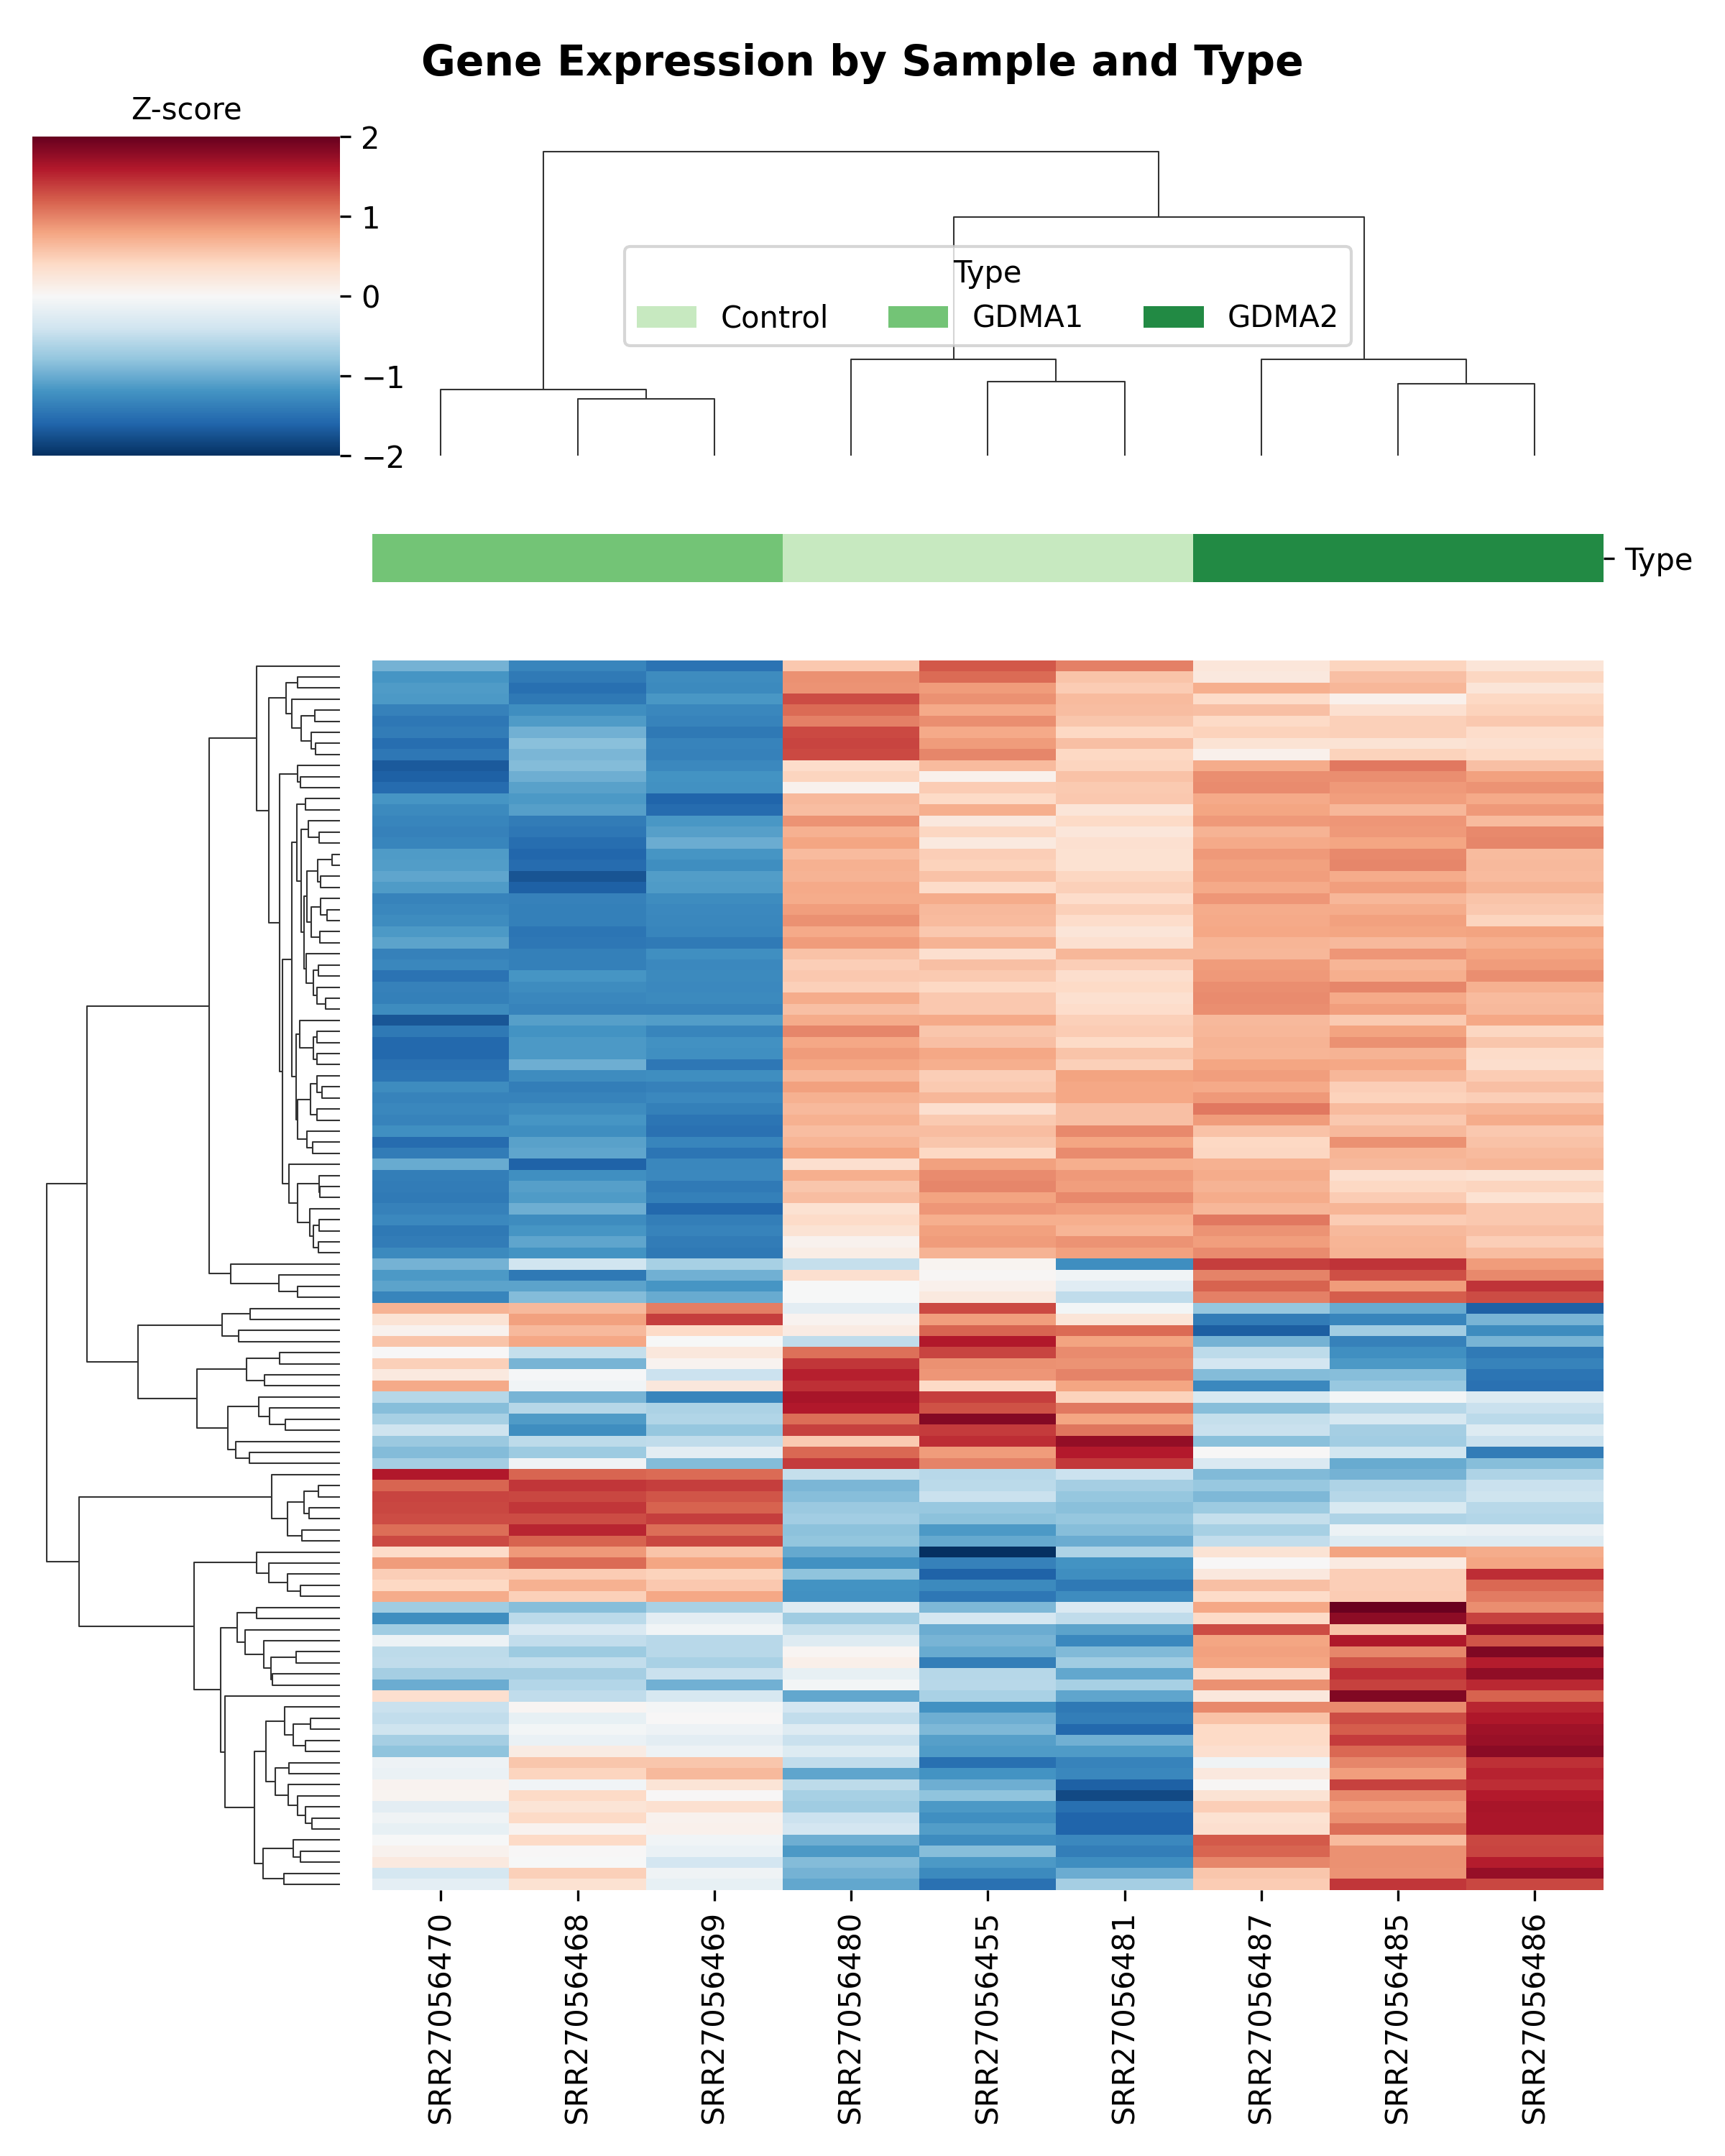 Gene Expression by Sample and Type
Z-score
2
1
0
−1
−2
Type
Control GDMA1 GDMA2
Type
SRR27056470
SRR27056468
SRR27056469
SRR27056480
SRR27056455
SRR27056481
SRR27056487
SRR27056485
SRR27056486